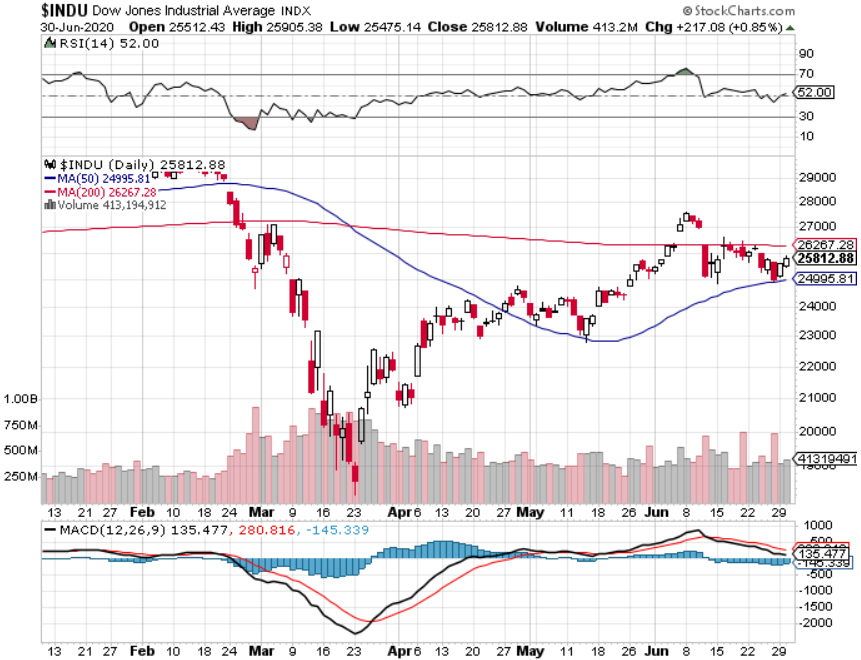 $INDU Dow Jones Industrial Average INDX
© StockCharts.com
30-Jun-2020 Open 25512.43 High 25905.38 Low 25475.14 Close 25812.88 Volume 413.2M Chg +217.08 (+0.85%)
RSI(14) 52.00
90
70
52.00
30
10
$INDU (Daily) 25812.88
MA(50) 24995.81
MA(200) 26267.28
Volume 413,194,912
29000
28000
27000
26267.28
25812.88
24995.81
24000
23000
22000
21000
20000
19000
1.00B
750M
500M
250M
41319491
13 21 27 Feb 10 18 24 Mar 9 16 23 Apr 6 13 20 27 May 11 18 26 Jun 8 15 22 29
MACD(12,26,9) 135.477, 280.816, -145.339
1000
500
135.477
-145.339
-500
-1000
-1500
-2000
13 21 27 Feb 10 18 24 Mar 9 16 23 Apr 6 13 20 27 May 11 18 26 Jun 8 15 22 29